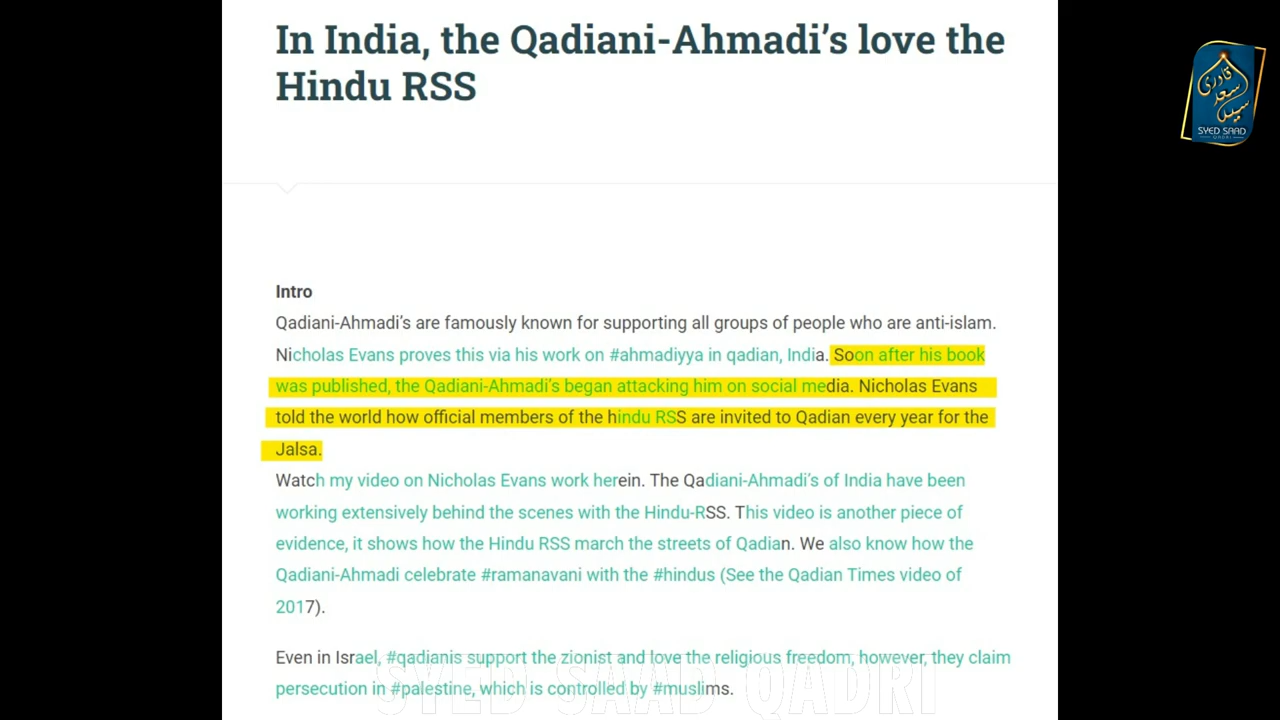 In India, the Qadiani-Ahmadi’s love the
Hindu RSS
قادری
سعد
سید
SYED SAAD
QADRI
Intro
Qadiani-Ahmadi’s are famously known for supporting all groups of people who are anti-islam.
Nicholas Evans proves this via his work on #ahmadiyya in qadian, India. Soon after his book
was published, the Qadiani-Ahmadi’s began attacking him on social media. Nicholas Evans
told the world how official members of the hindu RSS are invited to Qadian every year for the
Jalsa.
Watch my video on Nicholas Evans work herein. The Qadiani-Ahmadi’s of India have been
working extensively behind the scenes with the Hindu-RSS. This video is another piece of
evidence, it shows how the Hindu RSS march the streets of Qadian. We also know how the
Qadiani-Ahmadi celebrate #ramanavani with the #hindus (See the Qadian Times video of
2017).
Even in Israel, #qadianis support the zionist and love the religious freedom, however, they claim
persecution in #palestine, which is controlled by #muslims.
SYED SAAD QADRI